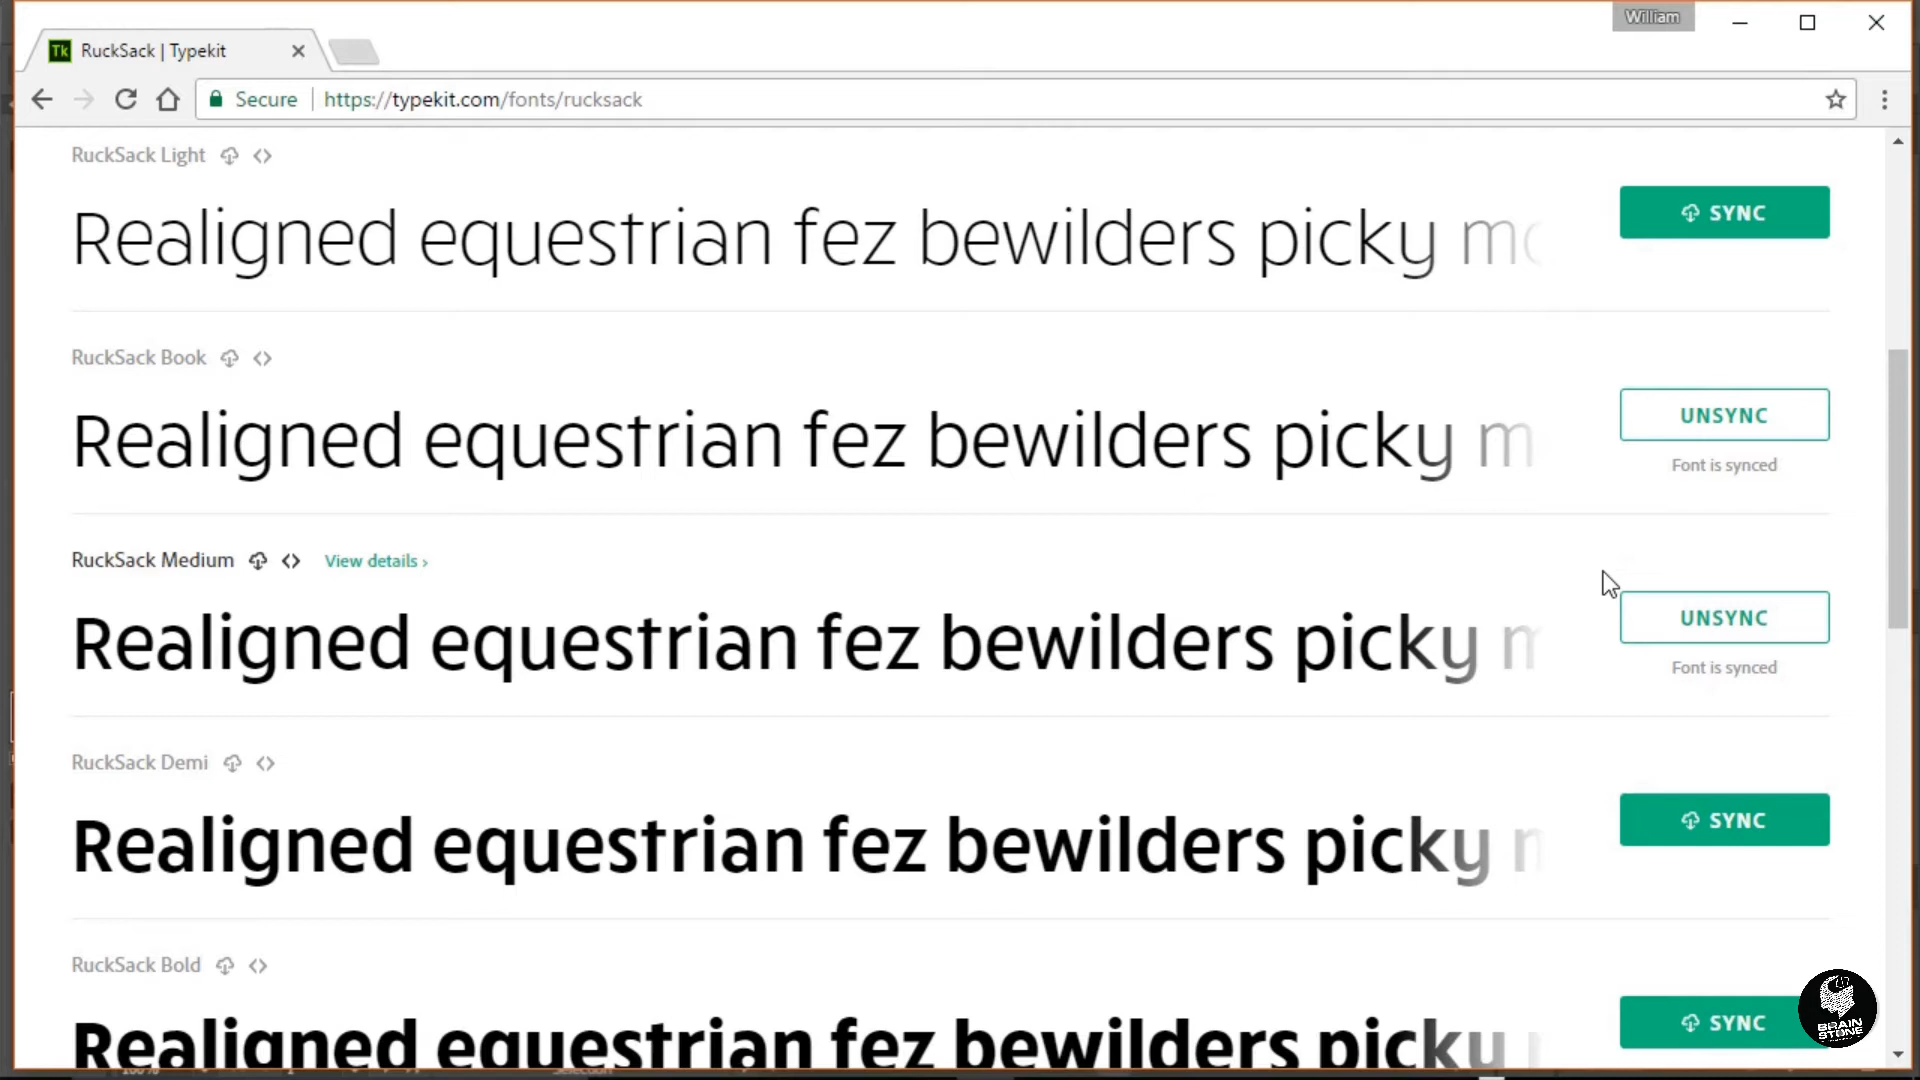 William
Tk RuckSack | Typekit
Secure https://typekit.com/fonts/rucksack
RuckSack Light
Realigned equestrian fez bewilders picky mo
SYNC
RuckSack Book
Realigned equestrian fez bewilders picky m
UNSYNC
Font is synced
RuckSack Medium View details ›
Realigned equestrian fez bewilders picky m
UNSYNC
Font is synced
RuckSack Demi
Realigned equestrian fez bewilders picky
SYNC
RuckSack Bold
Realigned equestrian fez bewilders picky
SYNC
BRAIN
STONE